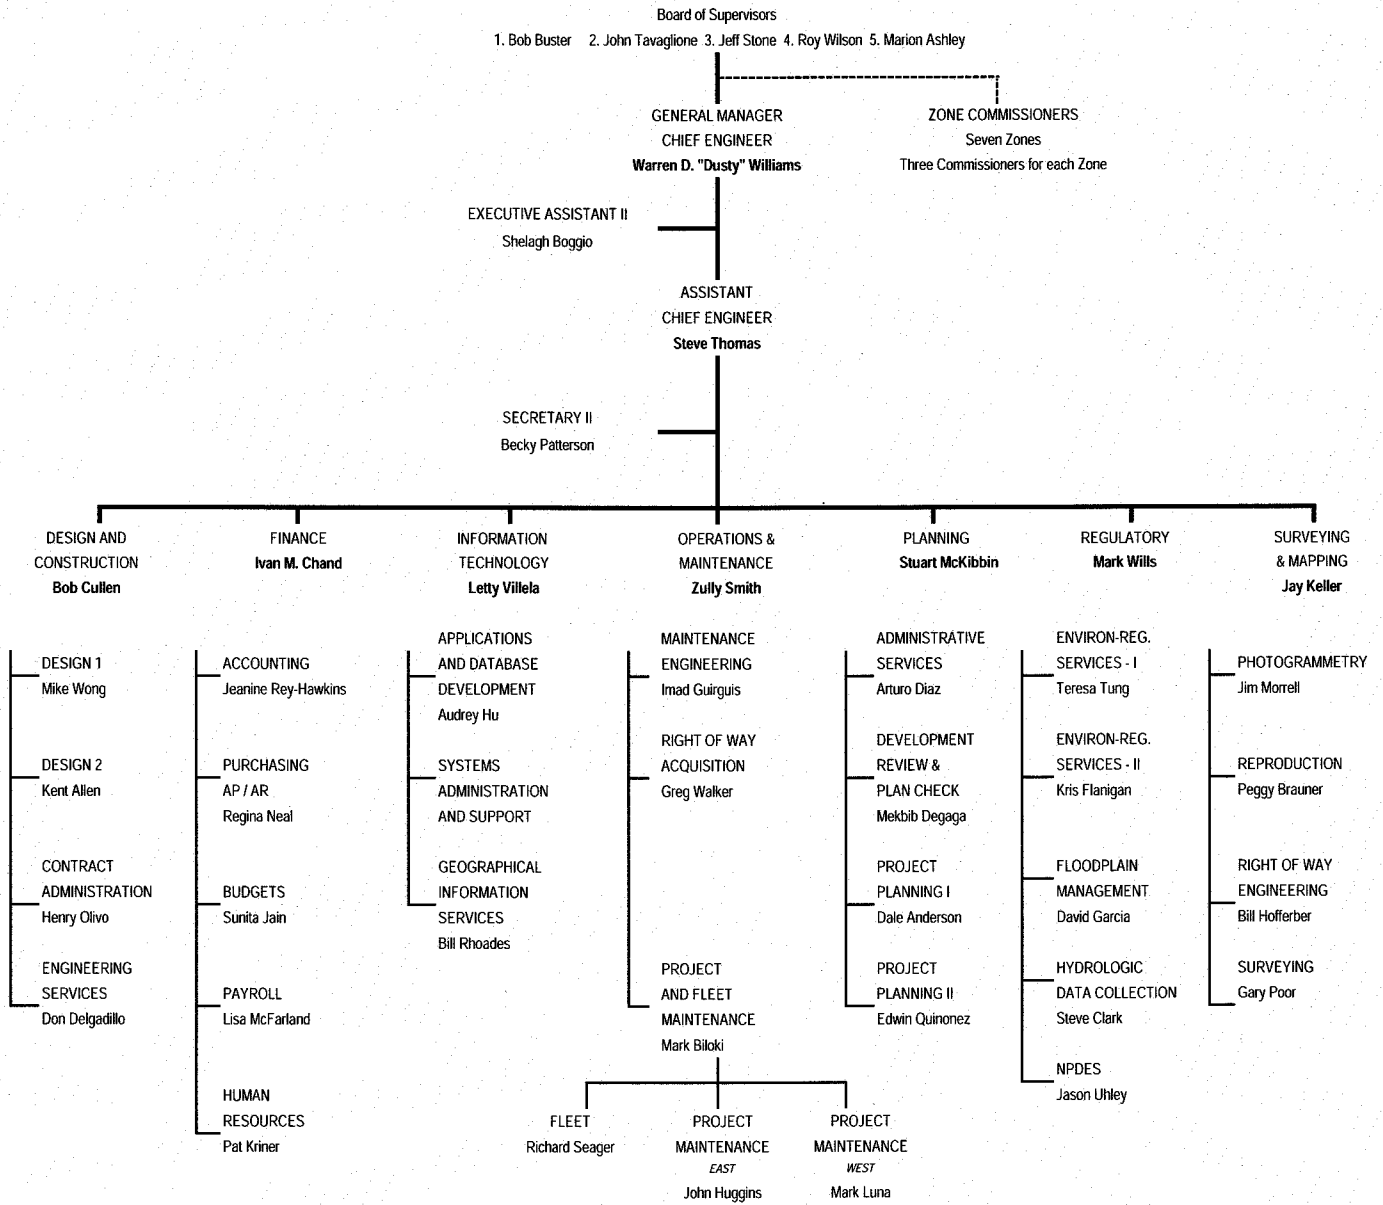 Board of Supervisors
1. Bob Buster 2. John Tavaglione 3. Jeff Stone 4. Roy Wilson 5. Marion Ashley
GENERAL MANAGER
CHIEF ENGINEER
Warren D. "Dusty" Williams
ZONE COMMISSIONERS
Seven Zones
Three Commissioners for each Zone
EXECUTIVE ASSISTANT II
Shelagh Boggio
ASSISTANT
CHIEF ENGINEER
Steve Thomas
SECRETARY II
Becky Patterson
DESIGN AND
CONSTRUCTION
Bob Cullen
DESIGN 1
Mike Wong
DESIGN 2
Kent Allen
CONTRACT
ADMINISTRATION
Henry Olivo
ENGINEERING
SERVICES
Don Delgadillo
FINANCE
Ivan M. Chand
ACCOUNTING
Jeanine Rey-Hawkins
PURCHASING
AP / AR
Regina Neal
BUDGETS
Sunita Jain
PAYROLL
Lisa McFarland
HUMAN
RESOURCES
Pat Kriner
INFORMATION
TECHNOLOGY
Letty Villela
APPLICATIONS
AND DATABASE
DEVELOPMENT
Audrey Hu
SYSTEMS
ADMINISTRATION
AND SUPPORT
GEOGRAPHICAL
INFORMATION
SERVICES
Bill Rhoades
OPERATIONS &
MAINTENANCE
Zully Smith
MAINTENANCE
ENGINEERING
Imad Guirguis
RIGHT OF WAY
ACQUISITION
Greg Walker
PROJECT
AND FLEET
MAINTENANCE
Mark Biloki
FLEET
Richard Seager
PROJECT
MAINTENANCE
EAST
John Huggins
PROJECT
MAINTENANCE
WEST
Mark Luna
PLANNING
Stuart McKibbin
ADMINISTRATIVE
SERVICES
Arturo Diaz
DEVELOPMENT
REVIEW &
PLAN CHECK
Mekbib Degaga
PROJECT
PLANNING I
Dale Anderson
PROJECT
PLANNING II
Edwin Quinonez
REGULATORY
Mark Wills
ENVIRON-REG.
SERVICES - I
Teresa Tung
ENVIRON-REG.
SERVICES - II
Kris Flanigan
FLOODPLAIN
MANAGEMENT
David Garcia
HYDROLOGIC
DATA COLLECTION
Steve Clark
NPDES
Jason Uhley
SURVEYING
& MAPPING
Jay Keller
PHOTOGRAMMETRY
Jim Morrell
REPRODUCTION
Peggy Brauner
RIGHT OF WAY
ENGINEERING
Bill Hofferber
SURVEYING
Gary Poor